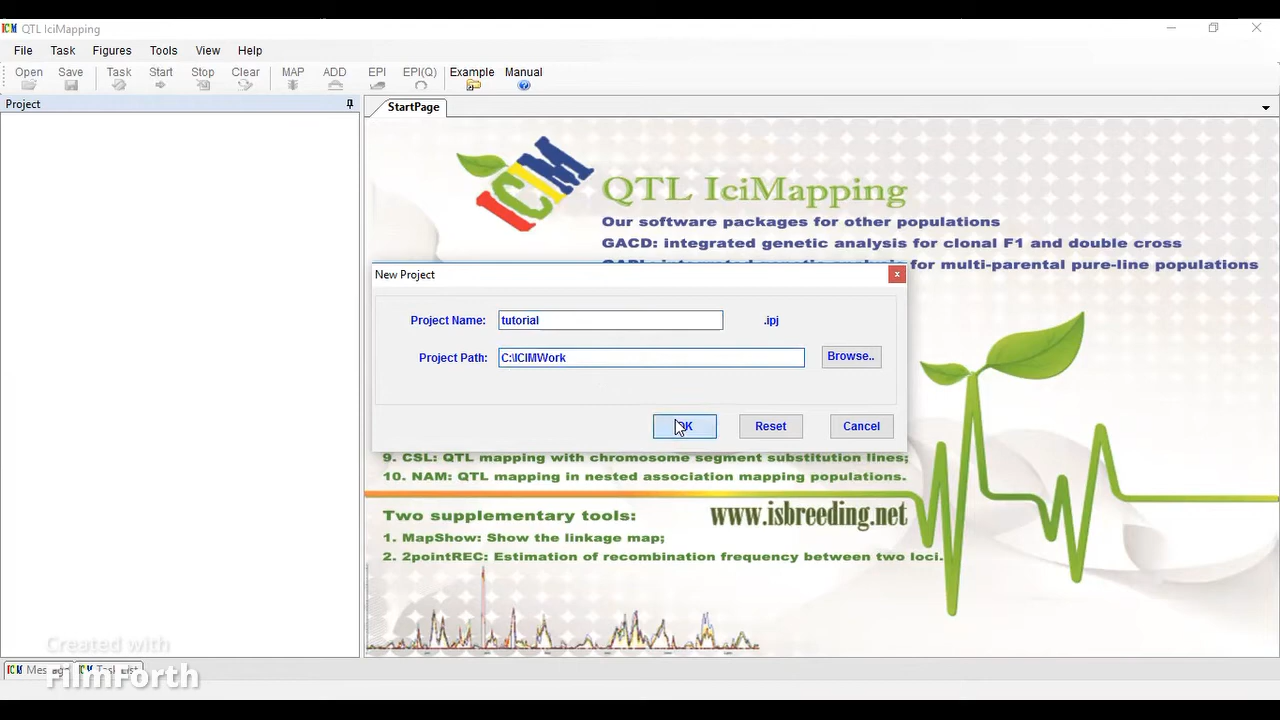 QTL IciMapping
File Task Figures Tools View Help
Open Save Task Start Stop Clear MAP ADD EPI EPI(Q) Example Manual
Project
StartPage
ICIM
QTL IciMapping
Our software packages for other populations
GACD: integrated genetic analysis for clonal F1 and double cross
for multi-parental pure-line populations
New Project
Project Name: tutorial .ipj
Project Path: C:\ICIMWork Browse..
OK Reset Cancel
9. CSL: QTL mapping with chromosome segment substitution lines;
10. NAM: QTL mapping in nested association mapping populations.
Two supplementary tools:
www.isbreeding.net
1. MapShow: Show the linkage map;
2. 2pointREC: Estimation of recombination frequency between two loci.
Created with
FilmForth